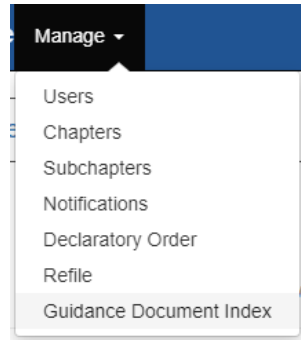 Manage
Users
Chapters
Subchapters
Notifications
Declaratory Order
Refile
Guidance Document Index